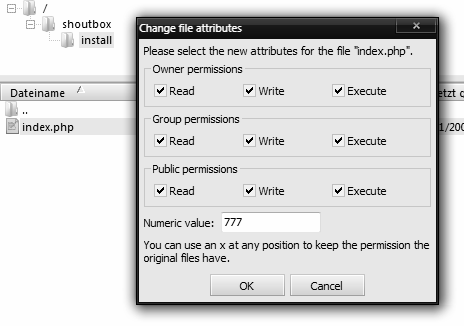 /
shoutbox
install
Dateiname
etzt g
..
index.php
1/200
Change file attributes
Please select the new attributes for the file "index.php".
Owner permissions
Read Write Execute
Group permissions
Read Write Execute
Public permissions
Read Write Execute
Numeric value: 777
You can use an x at any position to keep the permission the
original files have.
OK Cancel